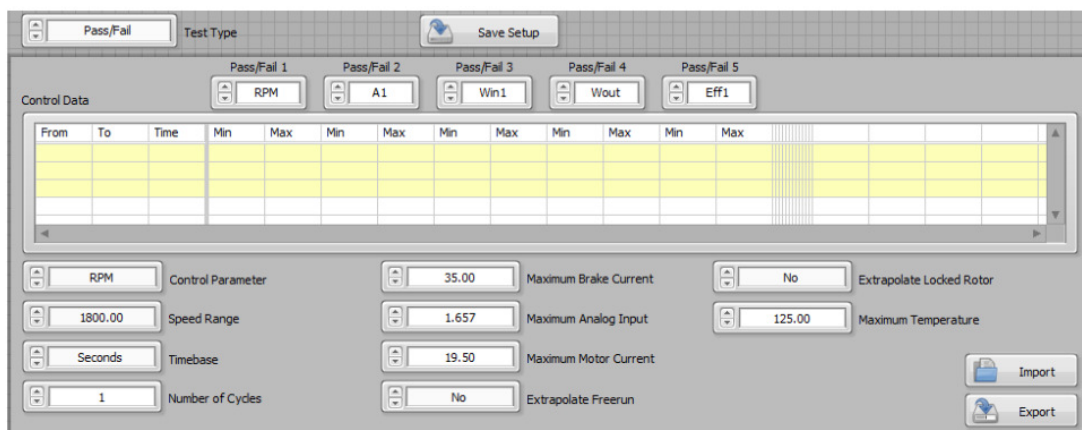 Pass/Fail Test Type Save Setup
Pass/Fail 1 Pass/Fail 2 Pass/Fail 3 Pass/Fail 4 Pass/Fail 5
Control Data RPM A1 Win1 Wout Eff1
From To Time Min Max Min Max Min Max Min Max Min Max
RPM Control Parameter 35.00 Maximum Brake Current No Extrapolate Locked Rotor
1800.00 Speed Range 1.657 Maximum Analog Input 125.00 Maximum Temperature
Seconds Timebase 19.50 Maximum Motor Current
Import
1 Number of Cycles No Extrapolate Freerun
Export